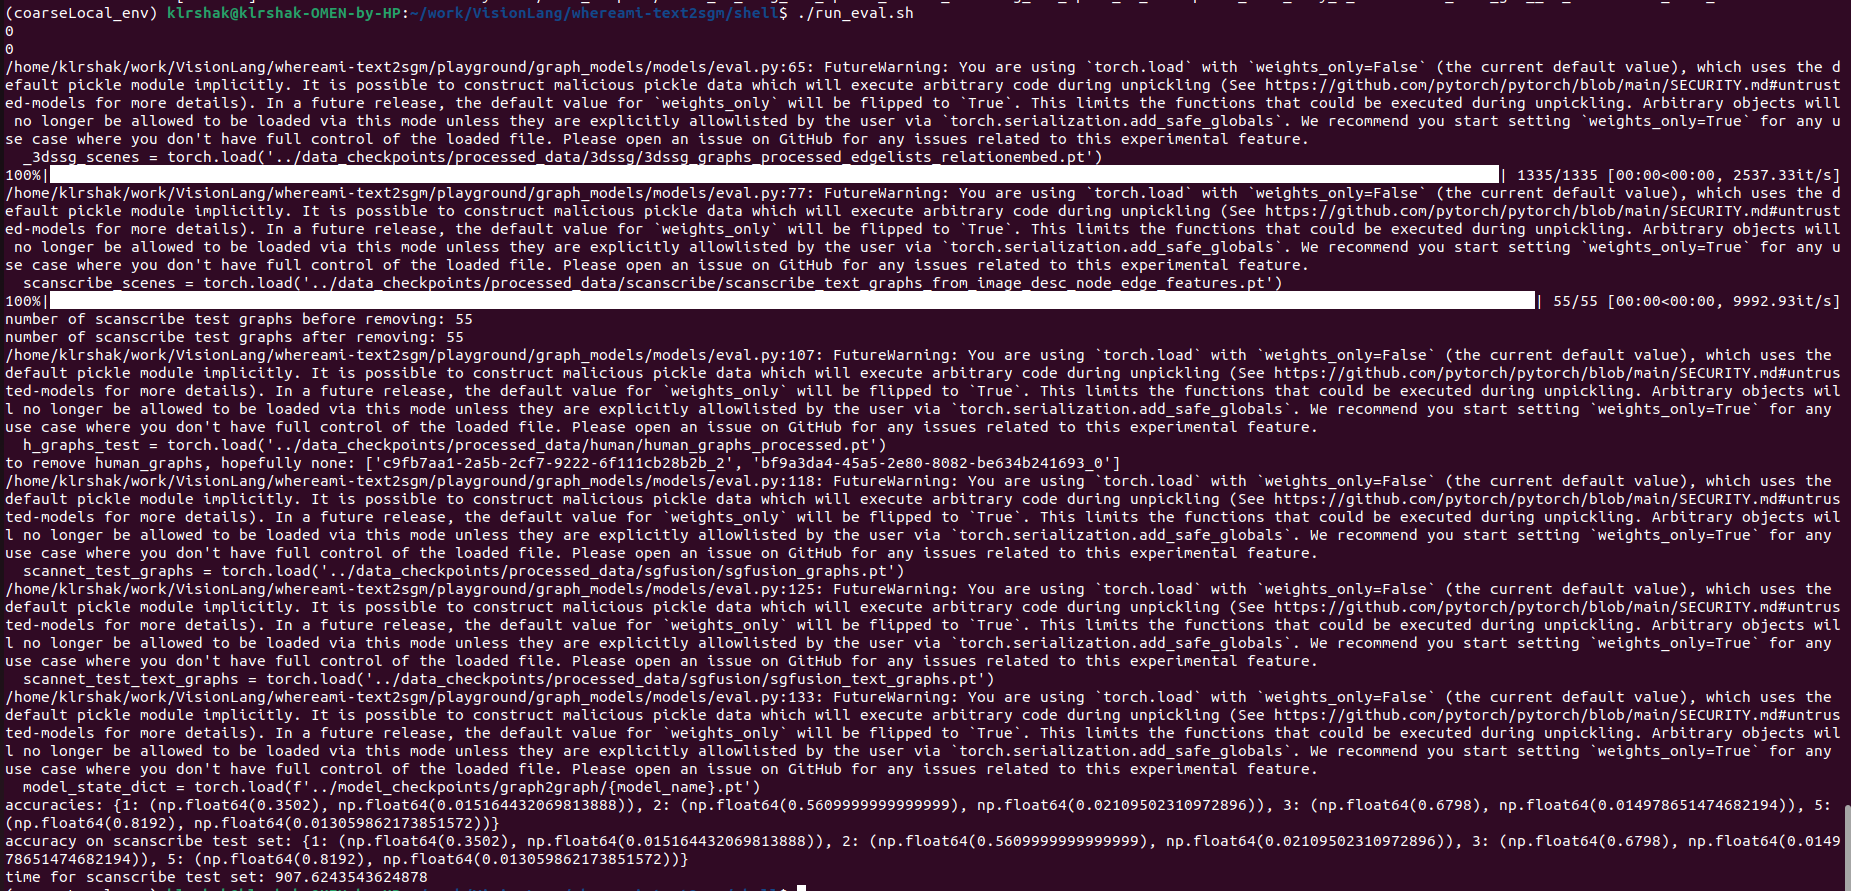 (coarseLocal_env) klrshak@klrshak-OMEN-by-HP:~/work/VisionLang/whereami-text2sgm/shell$ ./run_eval.sh
0
0
/home/klrshak/work/VisionLang/whereami-text2sgm/playground/graph_models/models/eval.py:65: FutureWarning: You are using `torch.load` with `weights_only=False` (the current default value), which uses the d
efault pickle module implicitly. It is possible to construct malicious pickle data which will execute arbitrary code during unpickling (See https://github.com/pytorch/pytorch/blob/main/SECURITY.md#untrust
ed-models for more details). In a future release, the default value for `weights_only` will be flipped to `True`. This limits the functions that could be executed during unpickling. Arbitrary objects will
 no longer be allowed to be loaded via this mode unless they are explicitly allowlisted by the user via `torch.serialization.add_safe_globals`. We recommend you start setting `weights_only=True` for any u
se case where you don't have full control of the loaded file. Please open an issue on GitHub for any issues related to this experimental feature.
  _3dssg_scenes = torch.load('../data_checkpoints/processed_data/3dssg/3dssg_graphs_processed_edgelists_relationembed.pt')
100%| | 1335/1335 [00:00<00:00, 2537.33it/s]
/home/klrshak/work/VisionLang/whereami-text2sgm/playground/graph_models/models/eval.py:77: FutureWarning: You are using `torch.load` with `weights_only=False` (the current default value), which uses the d
efault pickle module implicitly. It is possible to construct malicious pickle data which will execute arbitrary code during unpickling (See https://github.com/pytorch/pytorch/blob/main/SECURITY.md#untrust
ed-models for more details). In a future release, the default value for `weights_only` will be flipped to `True`. This limits the functions that could be executed during unpickling. Arbitrary objects will
 no longer be allowed to be loaded via this mode unless they are explicitly allowlisted by the user via `torch.serialization.add_safe_globals`. We recommend you start setting `weights_only=True` for any u
se case where you don't have full control of the loaded file. Please open an issue on GitHub for any issues related to this experimental feature.
  scanscribe_scenes = torch.load('../data_checkpoints/processed_data/scanscribe/scanscribe_text_graphs_from_image_desc_node_edge_features.pt')
100%| | 55/55 [00:00<00:00, 9992.93it/s]
number of scanscribe test graphs before removing: 55
number of scanscribe test graphs after removing: 55
/home/klrshak/work/VisionLang/whereami-text2sgm/playground/graph_models/models/eval.py:107: FutureWarning: You are using `torch.load` with `weights_only=False` (the current default value), which uses the
default pickle module implicitly. It is possible to construct malicious pickle data which will execute arbitrary code during unpickling (See https://github.com/pytorch/pytorch/blob/main/SECURITY.md#untrus
ted-models for more details). In a future release, the default value for `weights_only` will be flipped to `True`. This limits the functions that could be executed during unpickling. Arbitrary objects wil
l no longer be allowed to be loaded via this mode unless they are explicitly allowlisted by the user via `torch.serialization.add_safe_globals`. We recommend you start setting `weights_only=True` for any
use case where you don't have full control of the loaded file. Please open an issue on GitHub for any issues related to this experimental feature.
  h_graphs_test = torch.load('../data_checkpoints/processed_data/human/human_graphs_processed.pt')
to remove human_graphs, hopefully none: ['c9fb7aa1-2a5b-2cf7-9222-6f111cb28b2b_2', 'bf9a3da4-45a5-2e80-8082-be634b241693_0']
/home/klrshak/work/VisionLang/whereami-text2sgm/playground/graph_models/models/eval.py:118: FutureWarning: You are using `torch.load` with `weights_only=False` (the current default value), which uses the
default pickle module implicitly. It is possible to construct malicious pickle data which will execute arbitrary code during unpickling (See https://github.com/pytorch/pytorch/blob/main/SECURITY.md#untrus
ted-models for more details). In a future release, the default value for `weights_only` will be flipped to `True`. This limits the functions that could be executed during unpickling. Arbitrary objects wil
l no longer be allowed to be loaded via this mode unless they are explicitly allowlisted by the user via `torch.serialization.add_safe_globals`. We recommend you start setting `weights_only=True` for any
use case where you don't have full control of the loaded file. Please open an issue on GitHub for any issues related to this experimental feature.
  scannet_test_graphs = torch.load('../data_checkpoints/processed_data/sgfusion/sgfusion_graphs.pt')
/home/klrshak/work/VisionLang/whereami-text2sgm/playground/graph_models/models/eval.py:125: FutureWarning: You are using `torch.load` with `weights_only=False` (the current default value), which uses the
default pickle module implicitly. It is possible to construct malicious pickle data which will execute arbitrary code during unpickling (See https://github.com/pytorch/pytorch/blob/main/SECURITY.md#untrus
ted-models for more details). In a future release, the default value for `weights_only` will be flipped to `True`. This limits the functions that could be executed during unpickling. Arbitrary objects wil
l no longer be allowed to be loaded via this mode unless they are explicitly allowlisted by the user via `torch.serialization.add_safe_globals`. We recommend you start setting `weights_only=True` for any
use case where you don't have full control of the loaded file. Please open an issue on GitHub for any issues related to this experimental feature.
  scannet_test_text_graphs = torch.load('../data_checkpoints/processed_data/sgfusion/sgfusion_text_graphs.pt')
/home/klrshak/work/VisionLang/whereami-text2sgm/playground/graph_models/models/eval.py:133: FutureWarning: You are using `torch.load` with `weights_only=False` (the current default value), which uses the
default pickle module implicitly. It is possible to construct malicious pickle data which will execute arbitrary code during unpickling (See https://github.com/pytorch/pytorch/blob/main/SECURITY.md#untrus
ted-models for more details). In a future release, the default value for `weights_only` will be flipped to `True`. This limits the functions that could be executed during unpickling. Arbitrary objects wil
l no longer be allowed to be loaded via this mode unless they are explicitly allowlisted by the user via `torch.serialization.add_safe_globals`. We recommend you start setting `weights_only=True` for any
use case where you don't have full control of the loaded file. Please open an issue on GitHub for any issues related to this experimental feature.
  model_state_dict = torch.load(f'../model_checkpoints/graph2graph/{model_name}.pt')
accuracies: {1: (np.float64(0.3502), np.float64(0.015164432069813888)), 2: (np.float64(0.5609999999999999), np.float64(0.02109502310972896)), 3: (np.float64(0.6798), np.float64(0.014978651474682194)), 5:
(np.float64(0.8192), np.float64(0.013059862173851572))}
accuracy on scanscribe test set: {1: (np.float64(0.3502), np.float64(0.015164432069813888)), 2: (np.float64(0.5609999999999999), np.float64(0.02109502310972896)), 3: (np.float64(0.6798), np.float64(0.0149
78651474682194)), 5: (np.float64(0.8192), np.float64(0.013059862173851572))}
time for scanscribe test set: 907.6243543624878